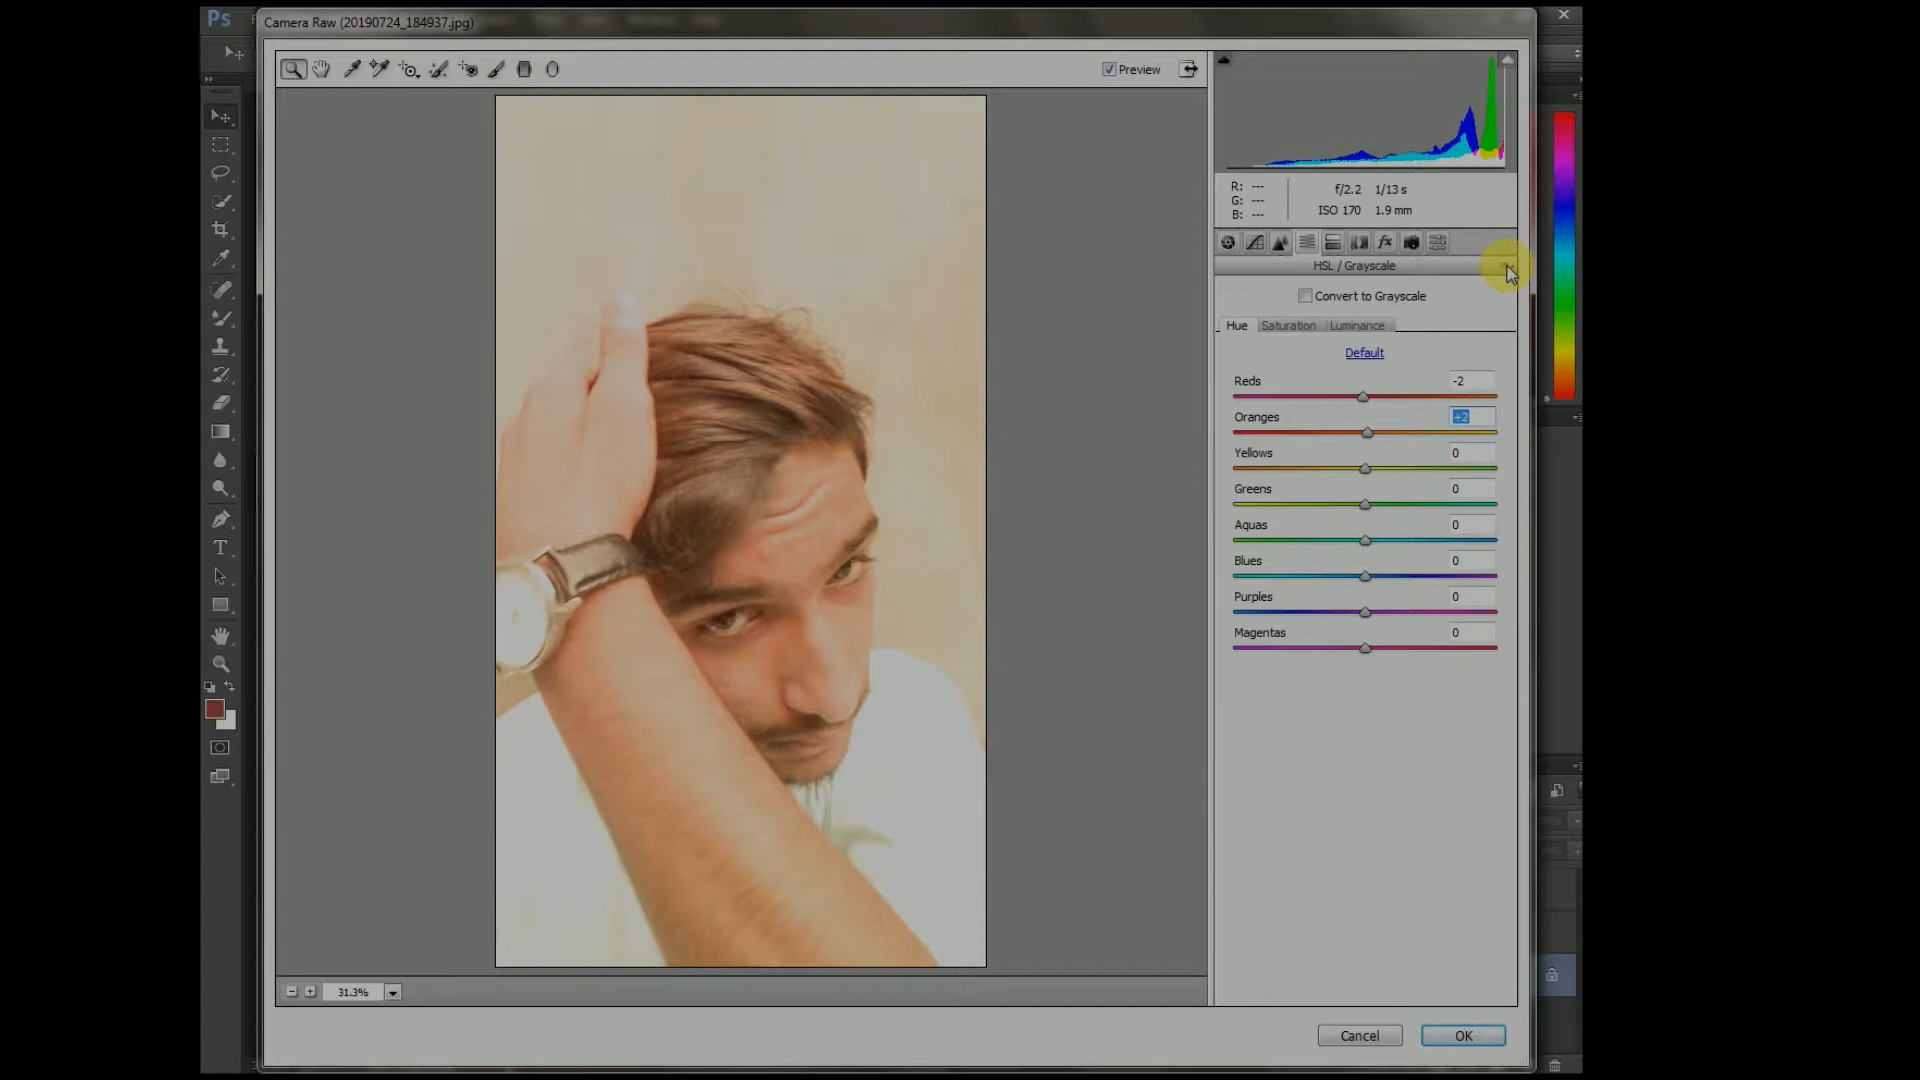 Ps
Camera Raw (20190724_184937.jpg)
Preview
R: ---
G: ---
B: ---
f/2.2 1/13 s
ISO 170 1.9 mm
fx
HSL / Grayscale
Convert to Grayscale
Hue Saturation Luminance
Default
Reds -2
Oranges +2
Yellows 0
Greens 0
Aquas 0
Blues 0
Purples 0
Magentas 0
T
31.3%
Cancel OK